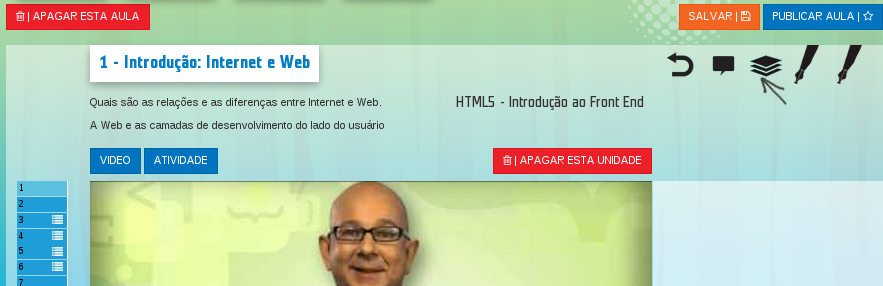 | APAGAR ESTA AULA
SALVAR |
PUBLICAR AULA |
1 - Introdução: Internet e Web
Quais são as relações e as diferenças entre Internet e Web.
HTML5 - Introdução ao Front End
A Web e as camadas de desenvolvimento do lado do usuário
VIDEO
ATIVIDADE
| APAGAR ESTA UNIDADE
1
2
3
4
5
6
7